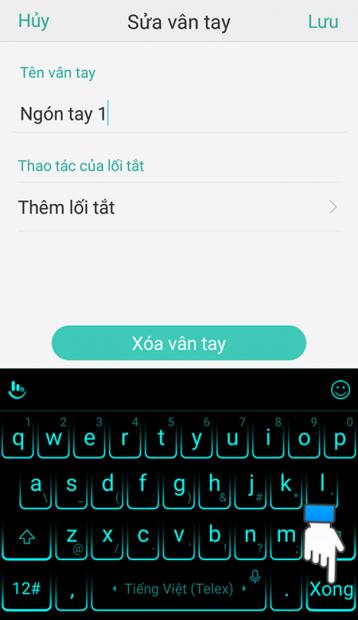 Hủy Sửa vân tay Lưu
Tên vân tay
Ngón tay 1
Thao tác của lối tắt
Thêm lối tắt
Xóa vân tay
1 2 3 4 5 6 7 8 9 0
q w e r t y u i o p
a s d f g h j k l
_ ( ) & # *
z x c v b n m
12# , Tiếng Việt (Telex) . Xong